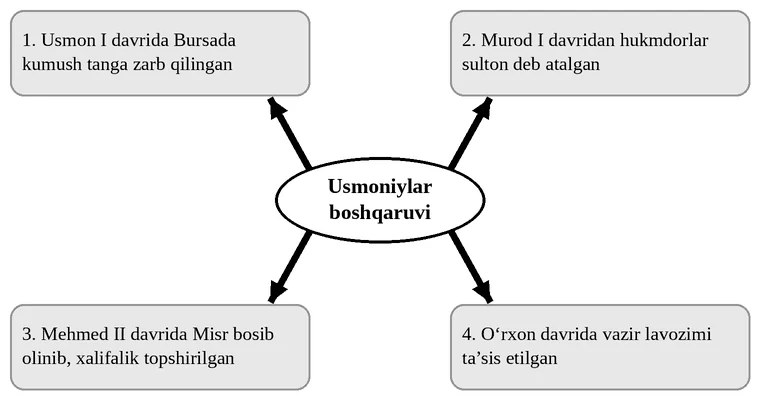 1. Usmon I davrida Bursada
kumush tanga zarb qilingan
2. Murod I davridan hukmdorlar
sulton deb atalgan
Usmoniylar
boshqaruvi
3. Mehmed II davrida Misr bosib
olinib, xalifalik topshirilgan
4. O‘rxon davrida vazir lavozimi
ta’sis etilgan